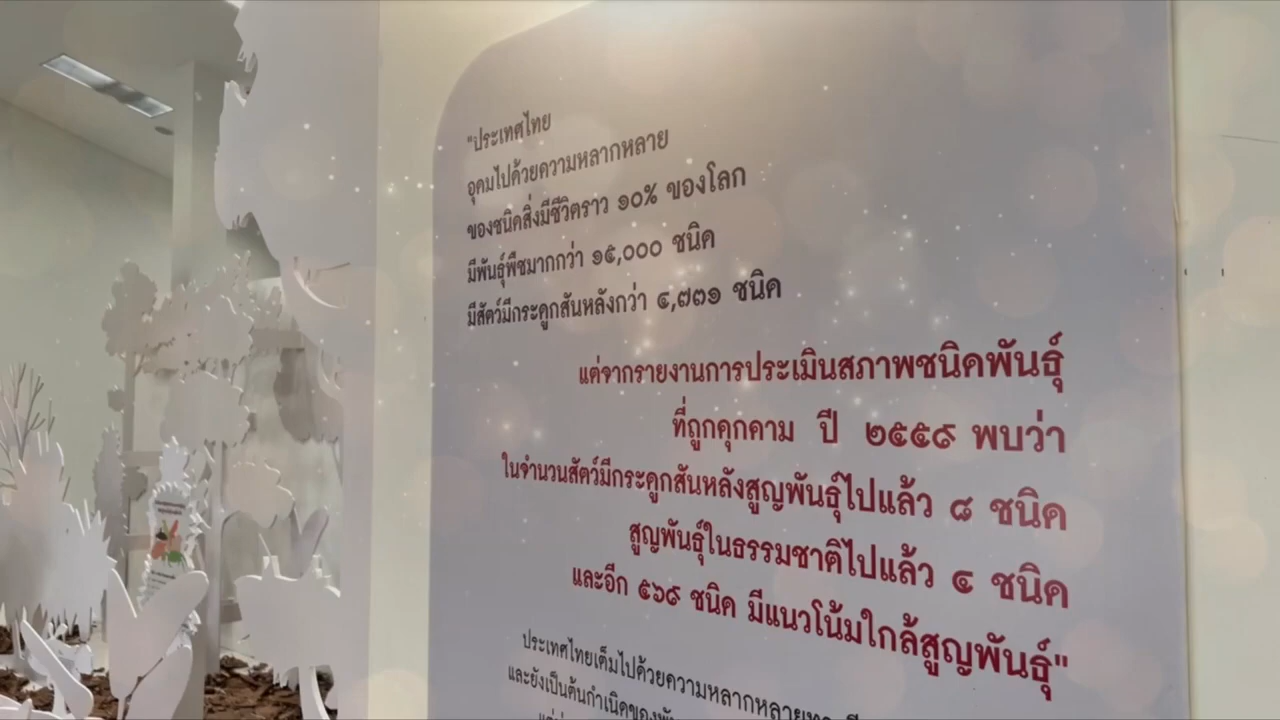 "ประเทศไทย
อุดมไปด้วยความหลากหลาย
ของชนิดสิ่งมีชีวิตราว ๑๐% ของโลก
มีพันธุ์พืชมากกว่า ๑๕,๐๐๐ ชนิด
มีสัตว์มีกระดูกสันหลังกว่า ๔,๗๓๑ ชนิด
แต่จากรายงานการประเมินสภาพชนิดพันธุ์
ที่ถูกคุกคาม ปี ๒๕๕๙ พบว่า
ในจำนวนสัตว์มีกระดูกสันหลังสูญพันธุ์ไปแล้ว ๘ ชนิด
สูญพันธุ์ในธรรมชาติไปแล้ว ๔ ชนิด
และอีก ๕๖๙ ชนิด มีแนวโน้มใกล้สูญพันธุ์"
ประเทศไทยเต็มไปด้วยความหลากหลาย
และยังเป็นต้นกำเนิดของ